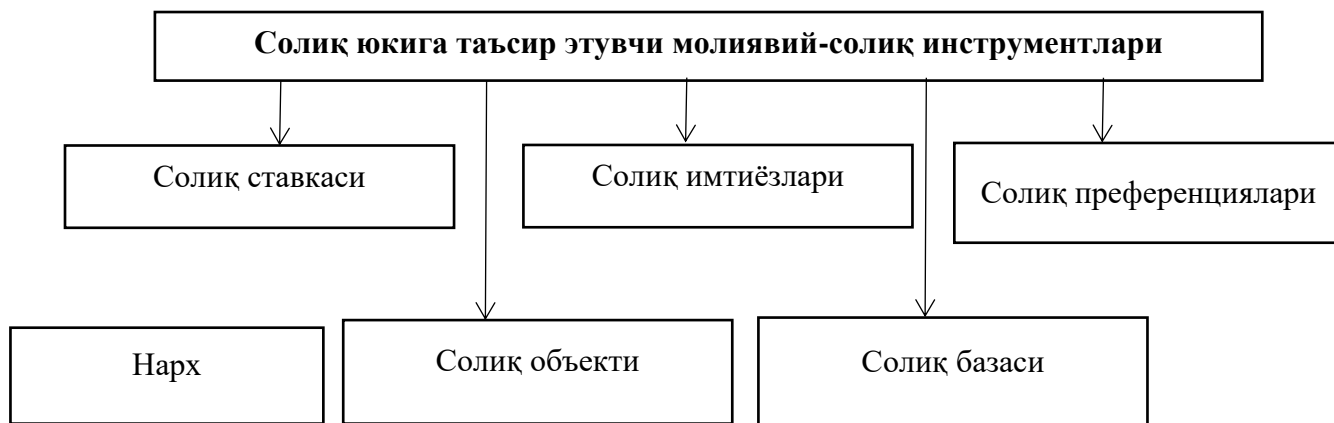 Солиқ юкига таъсир этувчи молиявий-солиқ инструментлари
Солиқ ставкаси
Солиқ имтиёзлари
Солиқ преференциялари
Нарх
Солиқ объекти
Солиқ базаси